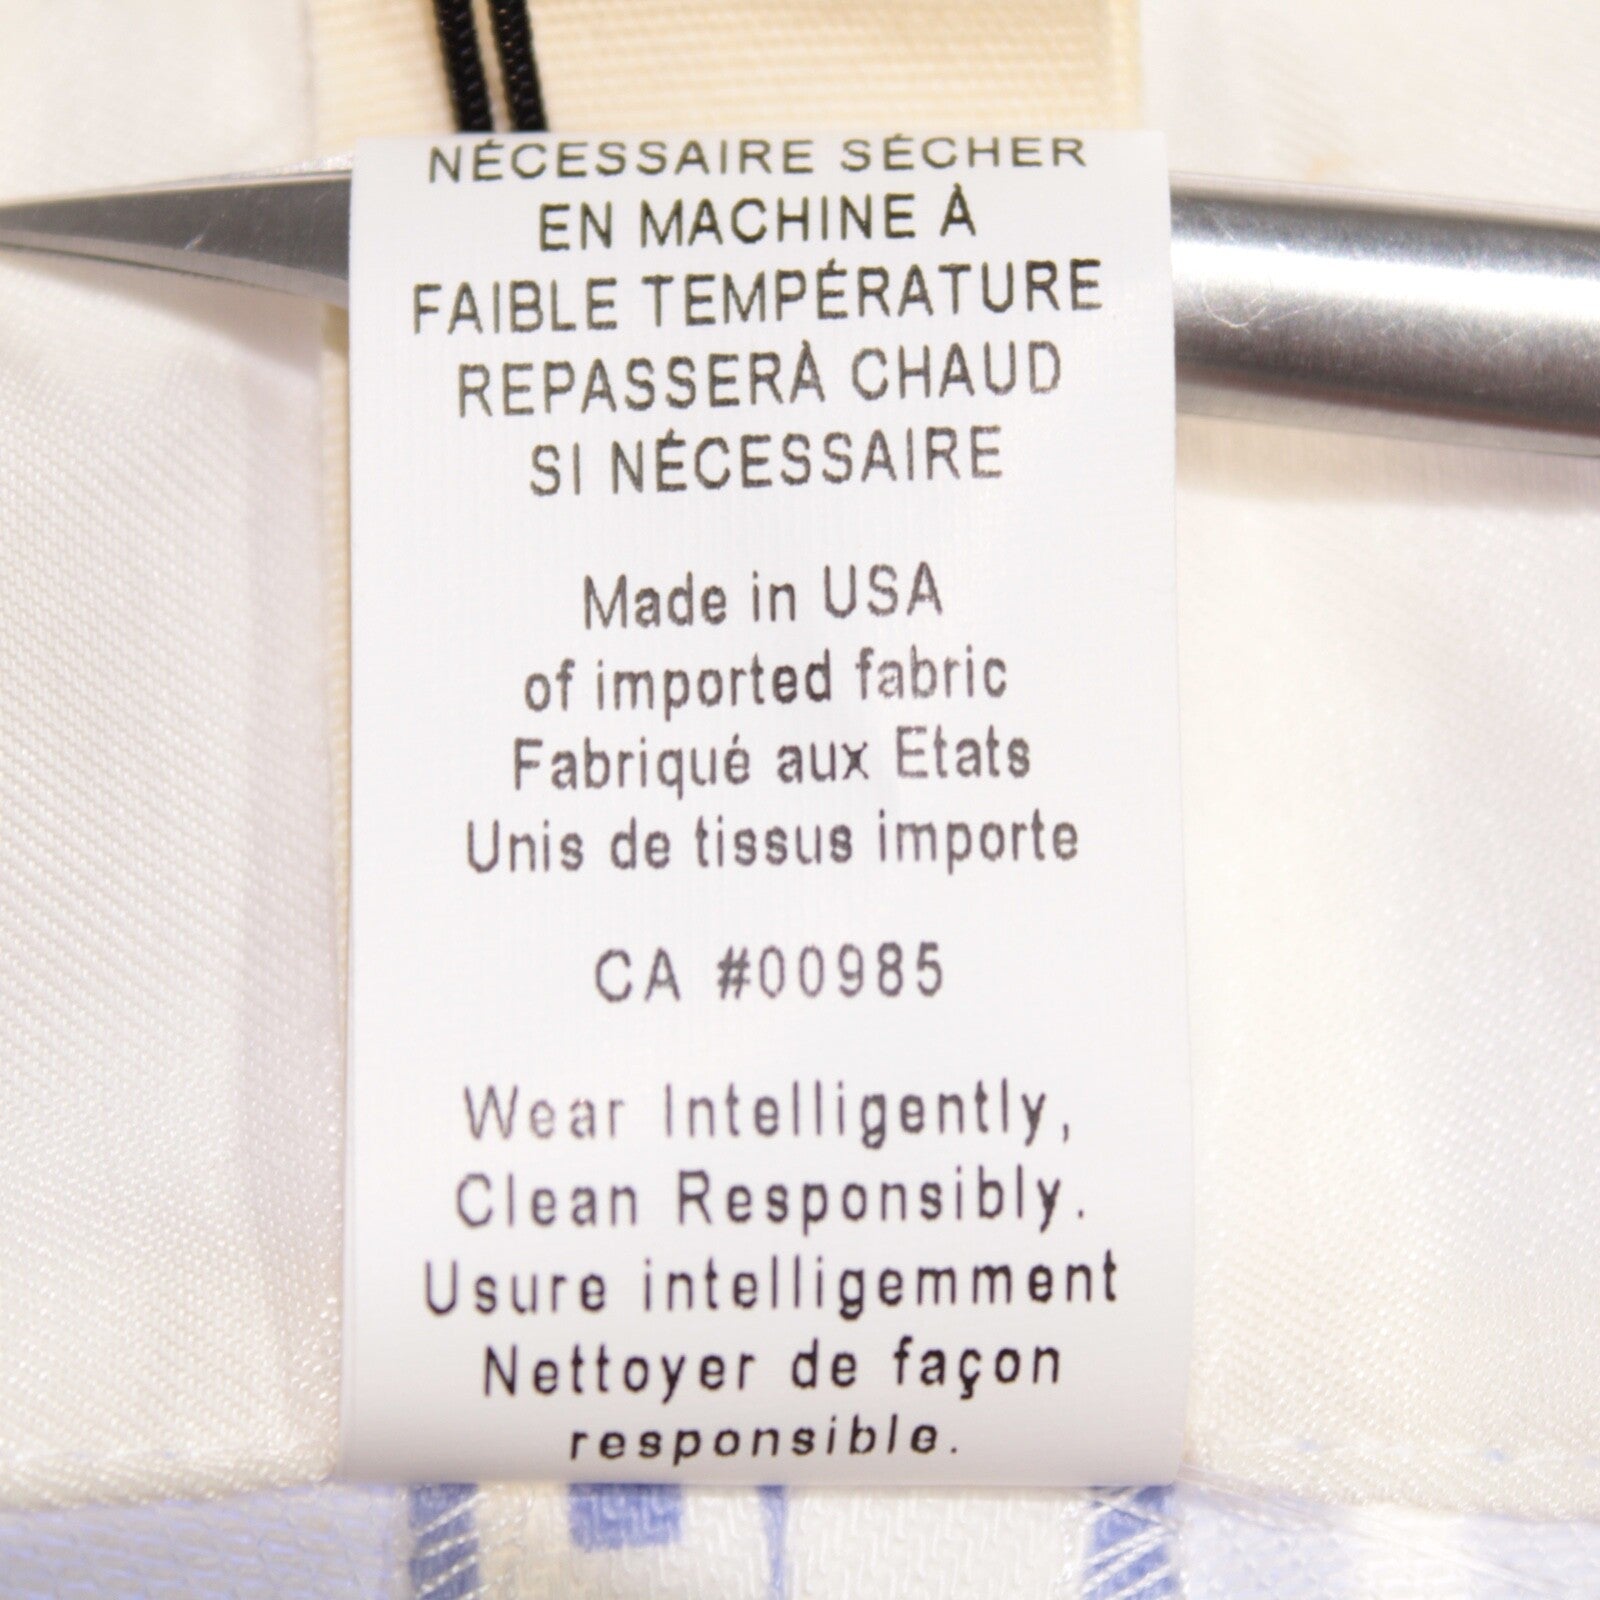 NÉCESSAIRE SÉCHER
EN MACHINE À
FAIBLE TEMPÉRATURE
REPASSERÀ CHAUD
SI NÉCESSAIRE
Made in USA
of imported fabric
Fabriqué aux Etats
Unis de tissus importe
CA #00985
Wear Intelligently,
Clean Responsibly.
Usure intelligemment
Nettoyer de façon
responsible.